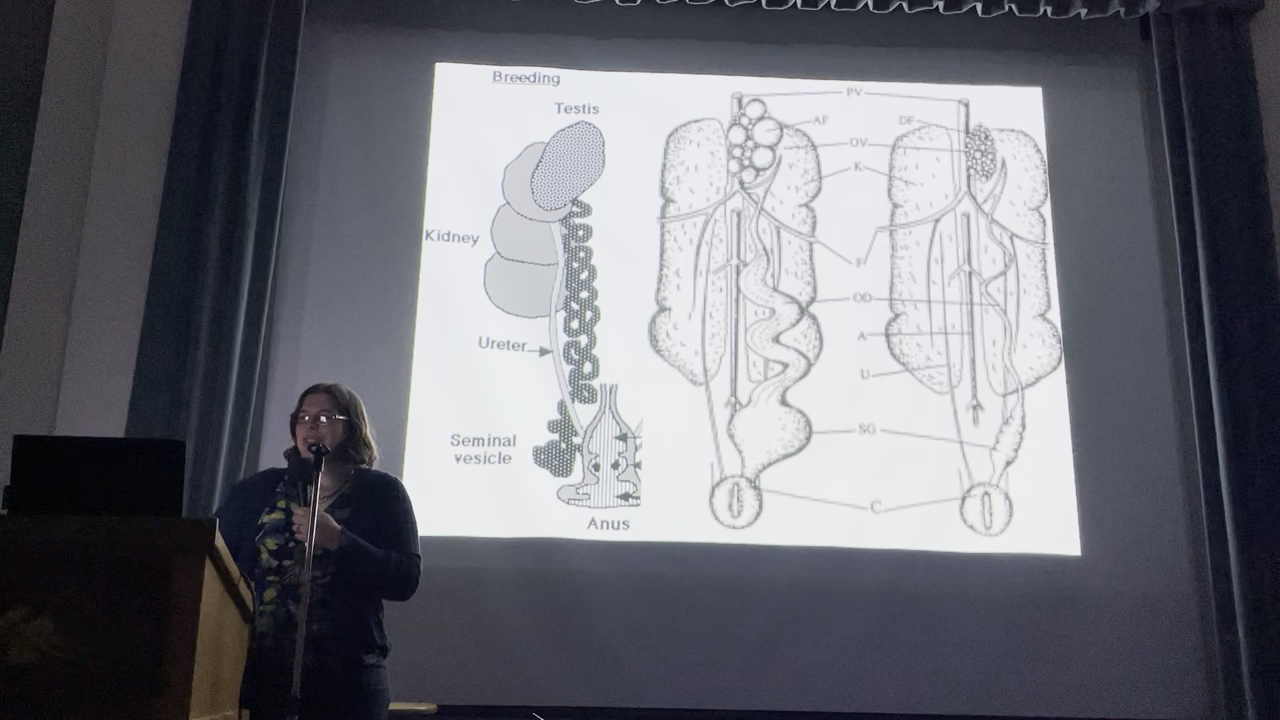 Breeding
Testis
Kidney
Ureter
Seminal
vesicle
Anus
PV
AF
DF
OV
K
OD
A
U
SG
C